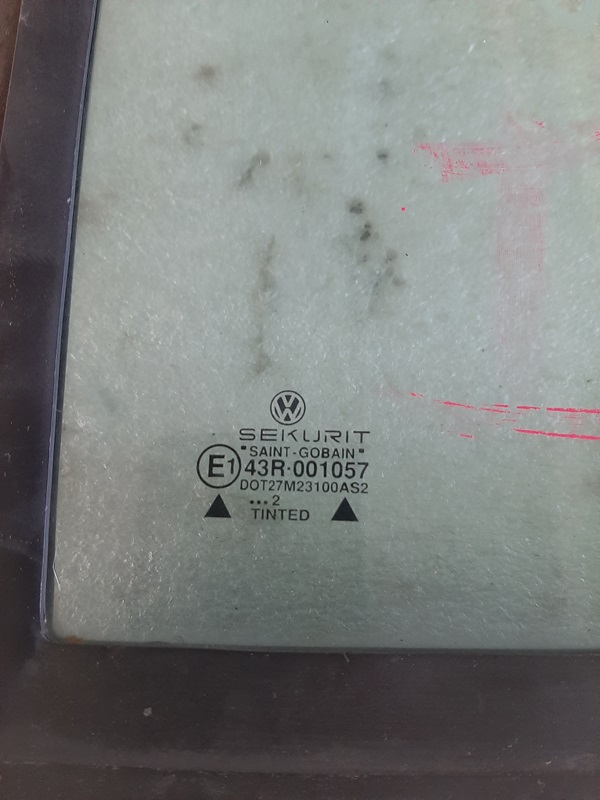 SEKURIT
"SAINT-GOBAIN"
E1 43R·001057
DOT27M23100AS2
...2
TINTED